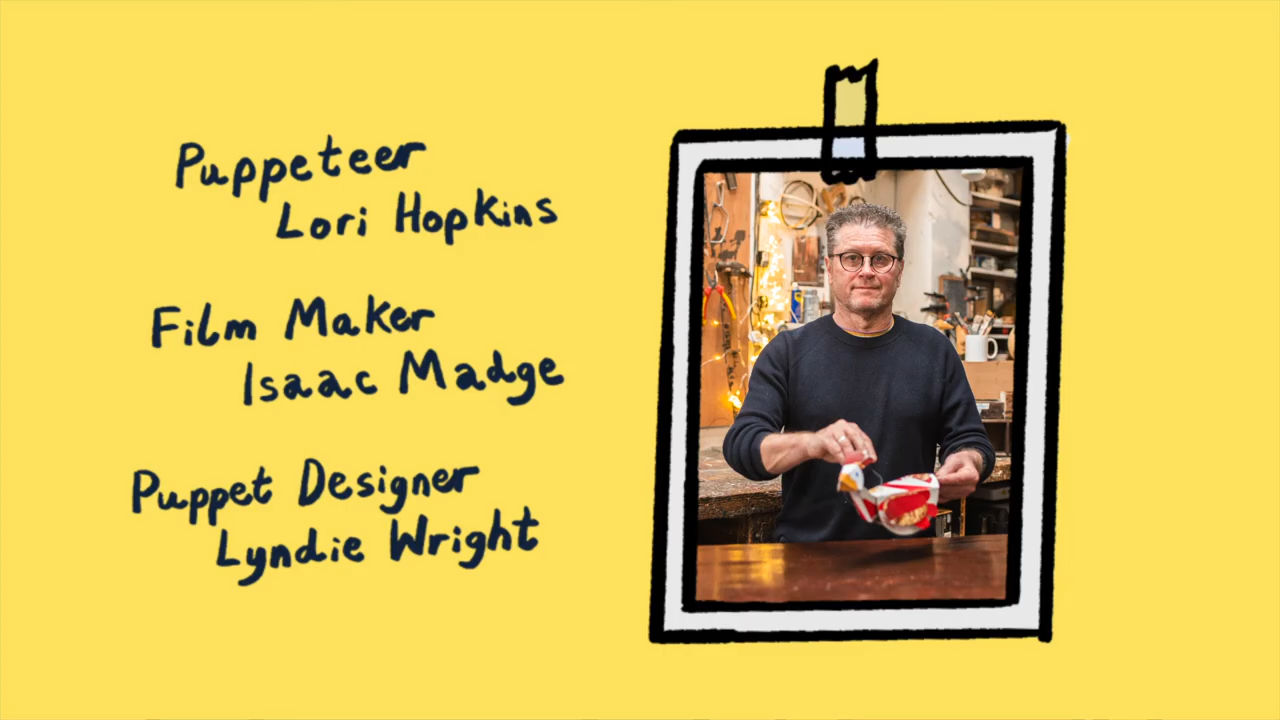 Puppeteer
Lori Hopkins
Film Maker
Isaac Madge
Puppet Designer
Lyndie Wright